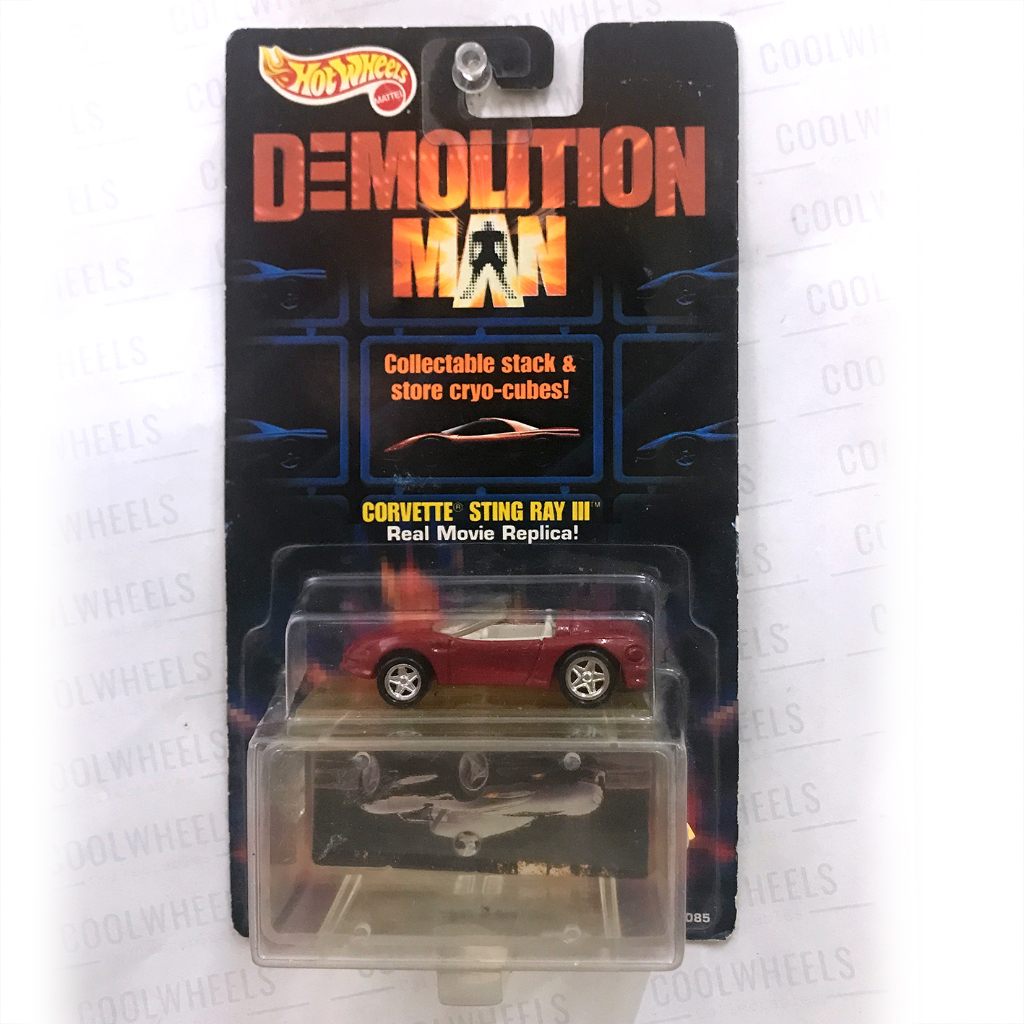 HOT WHEELS
MATTEL
DEMOLITION
MAN
Collectable stack &
store cryo-cubes!
CORVETTE® STING RAY III™
Real Movie Replica!
085
COOLWHEELS